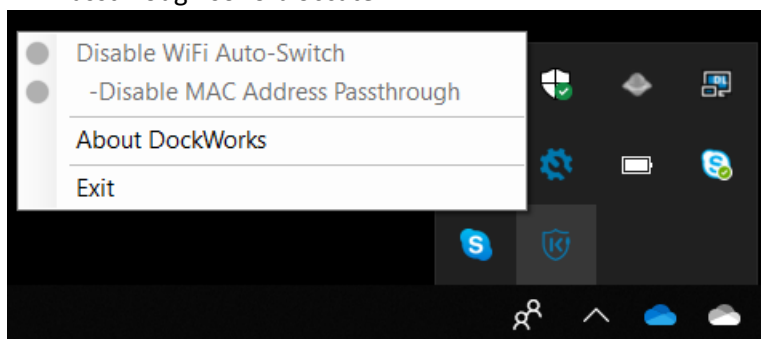 Disable WiFi Auto-Switch
-Disable MAC Address Passthrough
About DockWorks
Exit